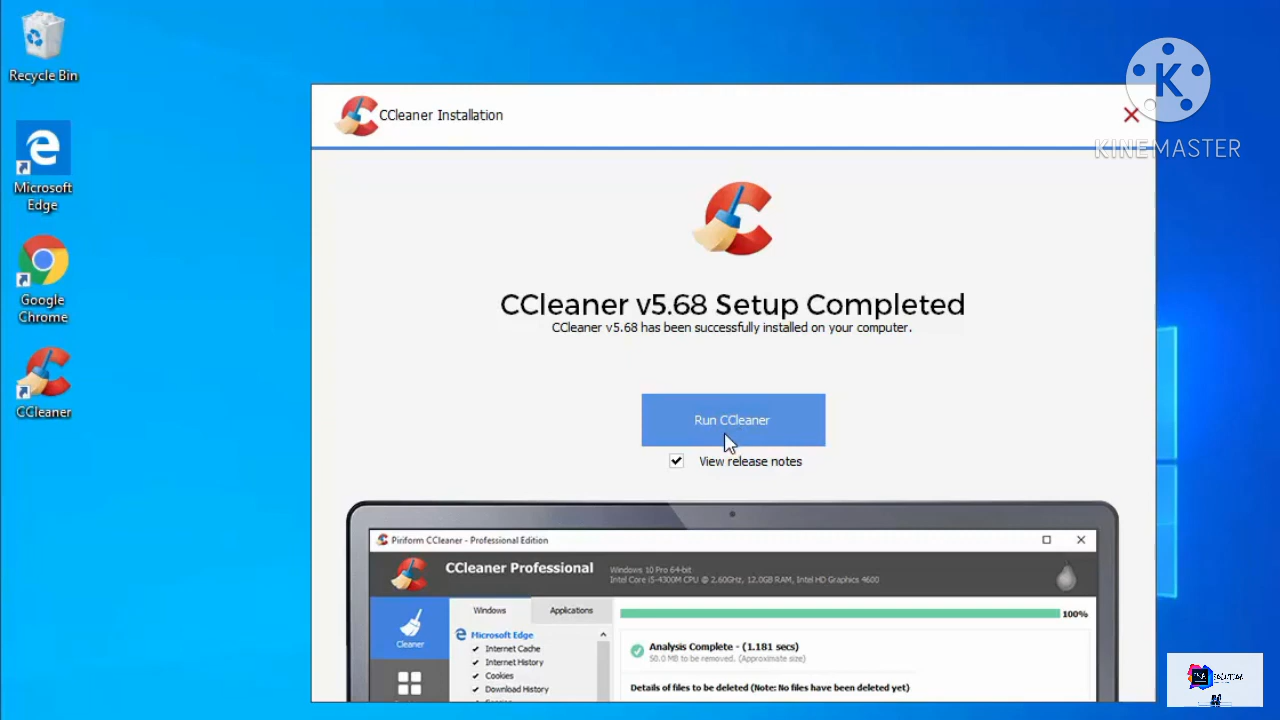 Recycle Bin
Microsoft
Edge
Google
Chrome
CCleaner
CCleaner Installation
K
KINEMASTER
CCleaner v5.68 Setup Completed
CCleaner v5.68 has been successfully installed on your computer.
Run CCleaner
View release notes
Piriform CCleaner - Professional Edition
CCleaner Professional
Windows 10 Pro 64-bit
Intel Core i5-4300M CPU @ 2.60GHz, 12.0GB RAM, Intel HD Graphics 4600
Cleaner
Windows
Applications
100%
Microsoft Edge
Internet Cache
Internet History
Cookies
Download History
Analysis Complete - (1.181 secs)
50.0 MB to be removed. (Approximate size)
Details of files to be deleted (Note: No files have been deleted yet)